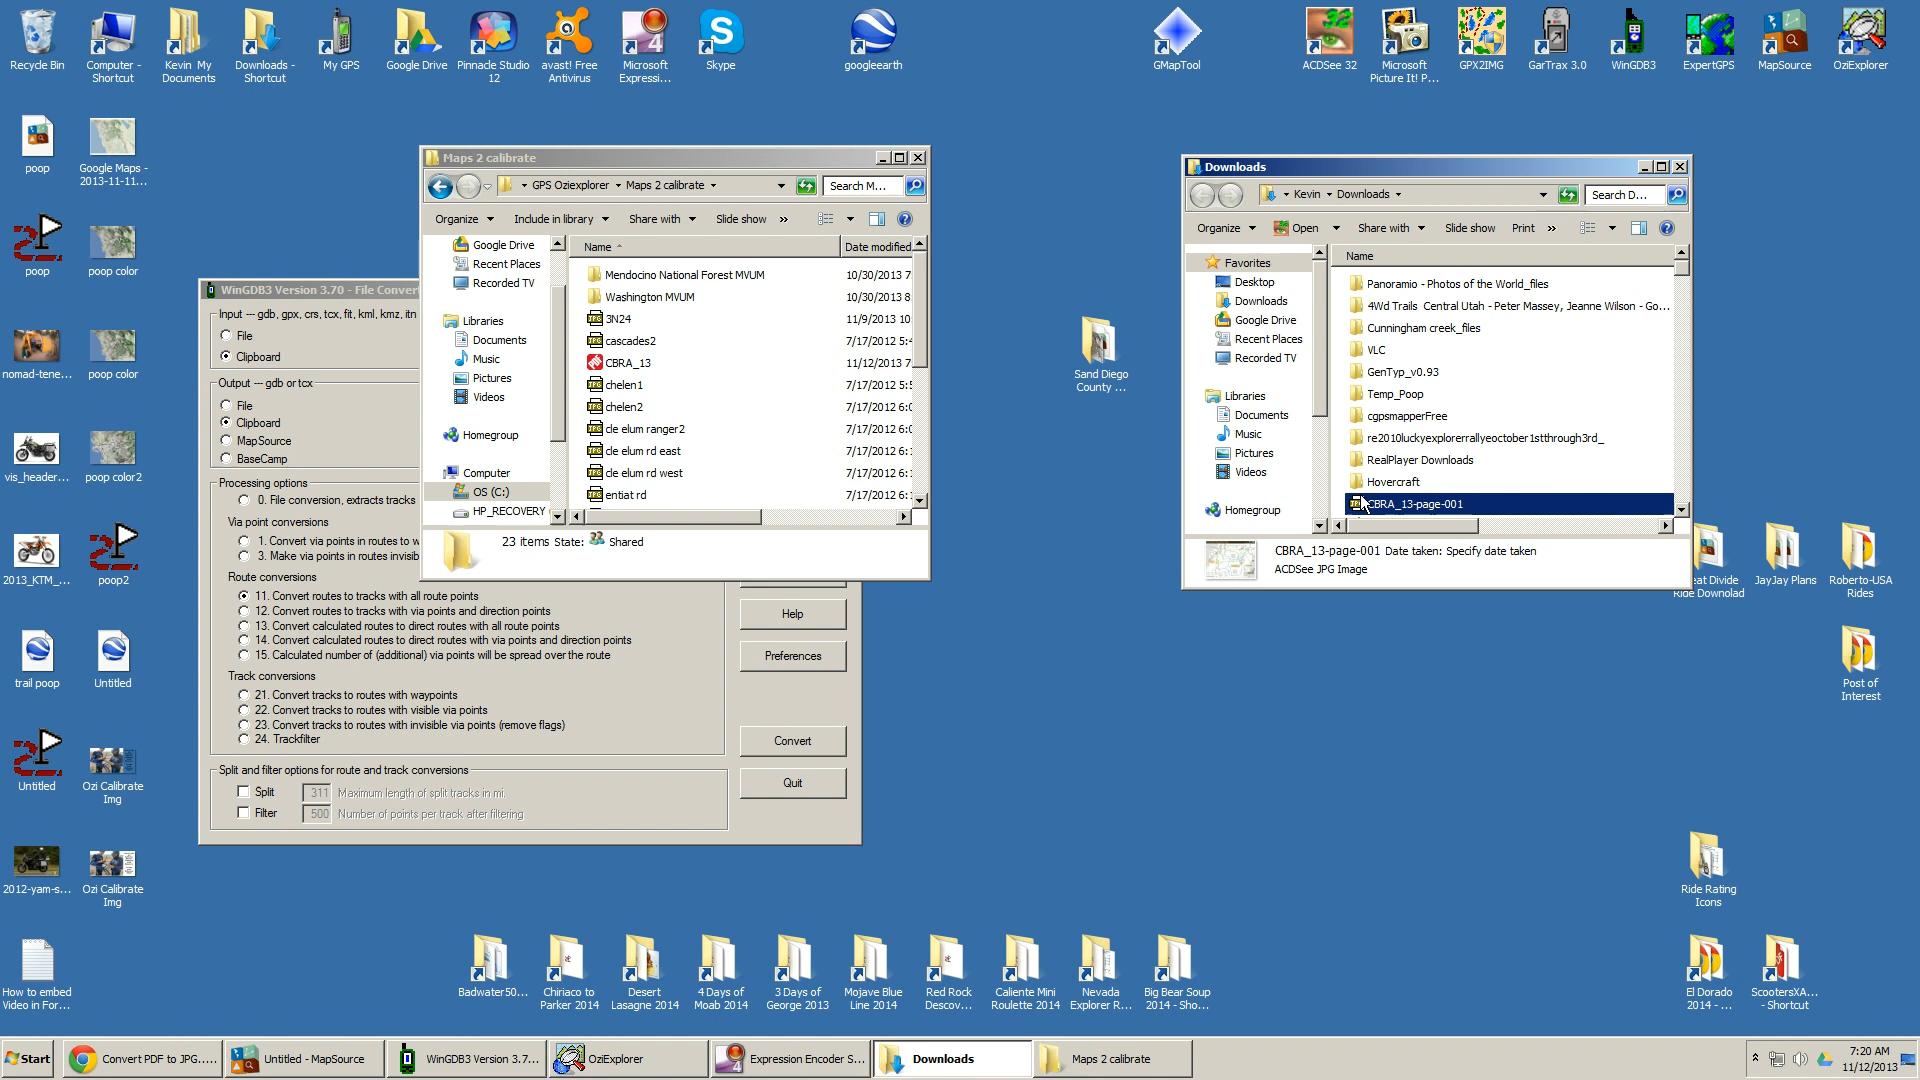 Recycle Bin
Computer -
Shortcut
Kevin My
Documents
Downloads -
Shortcut
My GPS
Google Drive
Pinnacle Studio
12
avast! Free
Antivirus
Microsoft
Expressi...
Skype
googleearth
GMapTool
ACDSee 32
Microsoft
Picture It! P...
GPX2IMG
GarTrax 3.0
WinGDB3
ExpertGPS
MapSource
OziExplorer
poop
Google Maps -
2013-11-11...
poop
poop color
nomad-tene...
poop color
vis_header...
poop color2
2013_KTM_...
poop2
trail poop
Untitled
Untitled
Ozi Calibrate
Img
2012-yam-s...
Ozi Calibrate
Img
How to embed
Video in For...
WinGDB3 Version 3.70 - File Conver
Input --- gdb, gpx, crs, tcx, fit, kml, kmz, itn
File
Clipboard
Output --- gdb or tcx
File
Clipboard
MapSource
BaseCamp
Processing options
0. File conversion, extracts tracks
Via point conversions
1. Convert via points in routes to w
3. Make via points in routes invisib
Route conversions
11. Convert routes to tracks with all route points
12. Convert routes to tracks with via points and direction points
13. Convert calculated routes to direct routes with all route points
14. Convert calculated routes to direct routes with via points and direction points
15. Calculated number of (additional) via points will be spread over the route
Track conversions
21. Convert tracks to routes with waypoints
22. Convert tracks to routes with visible via points
23. Convert tracks to routes with invisible via points (remove flags)
24. Trackfilter
Split and filter options for route and track conversions
Split 311 Maximum length of split tracks in mi.
Filter 500 Number of points per track after filtering
Help
Preferences
Convert
Quit
Maps 2 calibrate
GPS Oziexplorer Maps 2 calibrate Search M...
Organize Include in library Share with Slide show »
Google Drive
Recent Places
Recorded TV
Libraries
Documents
Music
Pictures
Videos
Homegroup
Computer
OS (C:)
HP_RECOVERY
Name Date modified
Mendocino National Forest MVUM 10/30/2013 7:
Washington MVUM 10/30/2013 8:
3N24 11/9/2013 10:
cascades2 7/17/2012 5:4
CBRA_13 11/12/2013 7:
chelen1 7/17/2012 5:5
chelen2 7/17/2012 6:0
cle elum ranger2 7/17/2012 6:0
cle elum rd east 7/17/2012 6:1
cle elum rd west 7/17/2012 6:1
entiat rd 7/17/2012 6:1
23 items State: Shared
Downloads
Kevin Downloads Search D...
Organize Open Share with Slide show Print »
Favorites
Desktop
Downloads
Google Drive
Recent Places
Recorded TV
Libraries
Documents
Music
Pictures
Videos
Homegroup
Name
Panoramio - Photos of the World_files
4Wd Trails Central Utah - Peter Massey, Jeanne Wilson - Go...
Cunningham creek_files
VLC
GenTyp_v0.93
Temp_Poop
cgpsmapperFree
re2010luckyexplorerrallyeoctober1stthrough3rd_
RealPlayer Downloads
Hovercraft
CBRA_13-page-001
CBRA_13-page-001 Date taken: Specify date taken
ACDSee JPG Image
Sand Diego
County ...
eat Divide
Ride Downolad
JayJay Plans
Roberto-USA
Rides
Post of
Interest
Ride Rating
Icons
El Dorado
2014 - ...
ScootersXA...
- Shortcut
Badwater50...
Chiriaco to
Parker 2014
Desert
Lasagne 2014
4 Days of
Moab 2014
3 Days of
George 2013
Mojave Blue
Line 2014
Red Rock
Descov...
Caliente Mini
Roulette 2014
Nevada
Explorer R...
Big Bear Soup
2014 - Sho...
Start
Convert PDF to JPG....
Untitled - MapSource
WinGDB3 Version 3.7...
OziExplorer
Expression Encoder S...
Downloads
Maps 2 calibrate
7:20 AM
11/12/2013